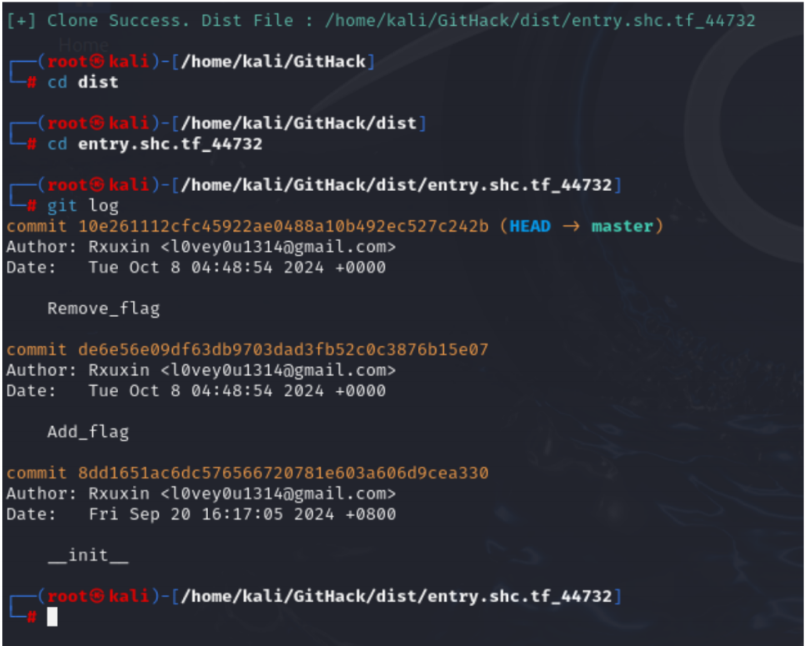 [+] Clone Success. Dist File : /home/kali/GitHack/dist/entry.shc.tf_44732
Home
┌──(root㉿kali)-[/home/kali/GitHack]
└─# cd dist
┌──(root㉿kali)-[/home/kali/GitHack/dist]
└─# cd entry.shc.tf_44732
┌──(root㉿kali)-[/home/kali/GitHack/dist/entry.shc.tf_44732]
└─# git log
commit 10e261112cfc45922ae0488a10b492ec527c242b (HEAD → master)
Author: Rxuxin <l0vey0u1314@gmail.com>
Date:   Tue Oct 8 04:48:54 2024 +0000
Remove_flag
commit de6e56e09df63db9703dad3fb52c0c3876b15e07
Author: Rxuxin <l0vey0u1314@gmail.com>
Date:   Tue Oct 8 04:48:54 2024 +0000
Add_flag
commit 8dd1651ac6dc576566720781e603a606d9cea330
Author: Rxuxin <l0vey0u1314@gmail.com>
Date:   Fri Sep 20 16:17:05 2024 +0800
__init__
┌──(root㉿kali)-[/home/kali/GitHack/dist/entry.shc.tf_44732]
└─#